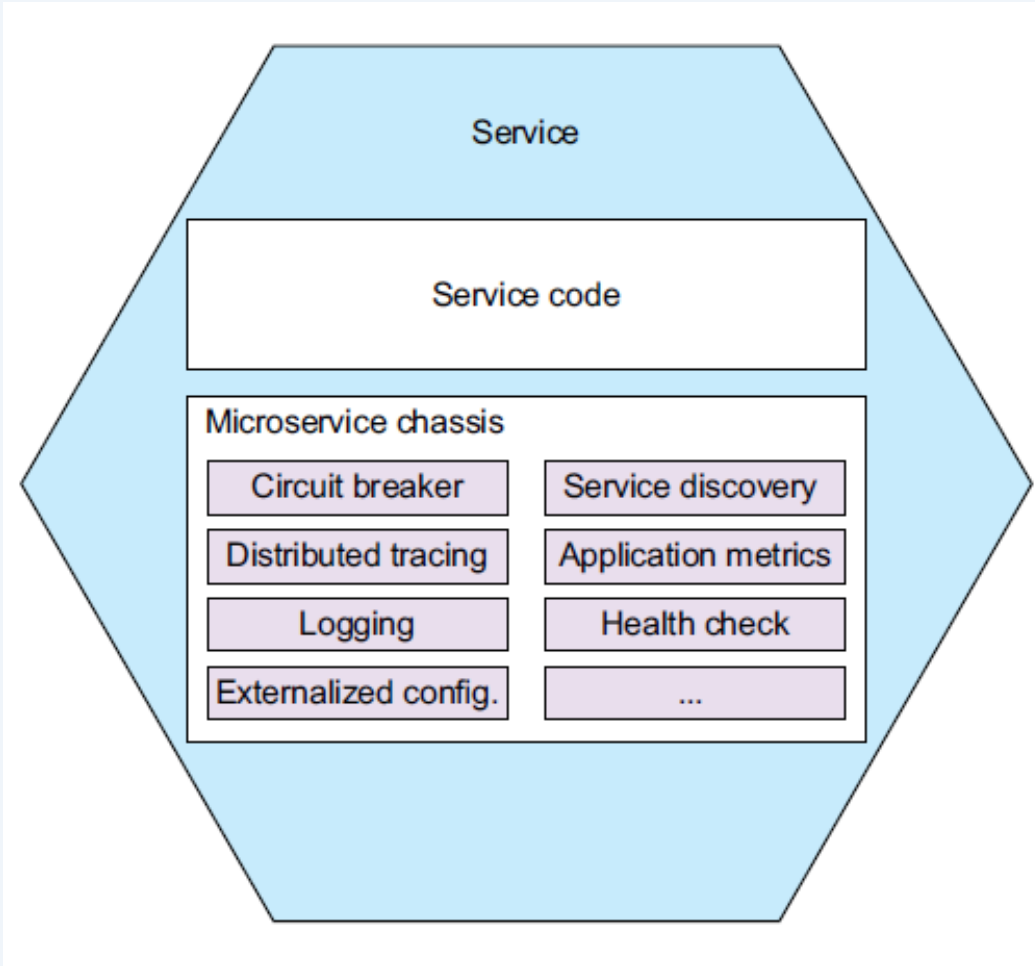 Service
Service code
Microservice chassis
Circuit breaker
Service discovery
Distributed tracing
Application metrics
Logging
Health check
Externalized config.
...